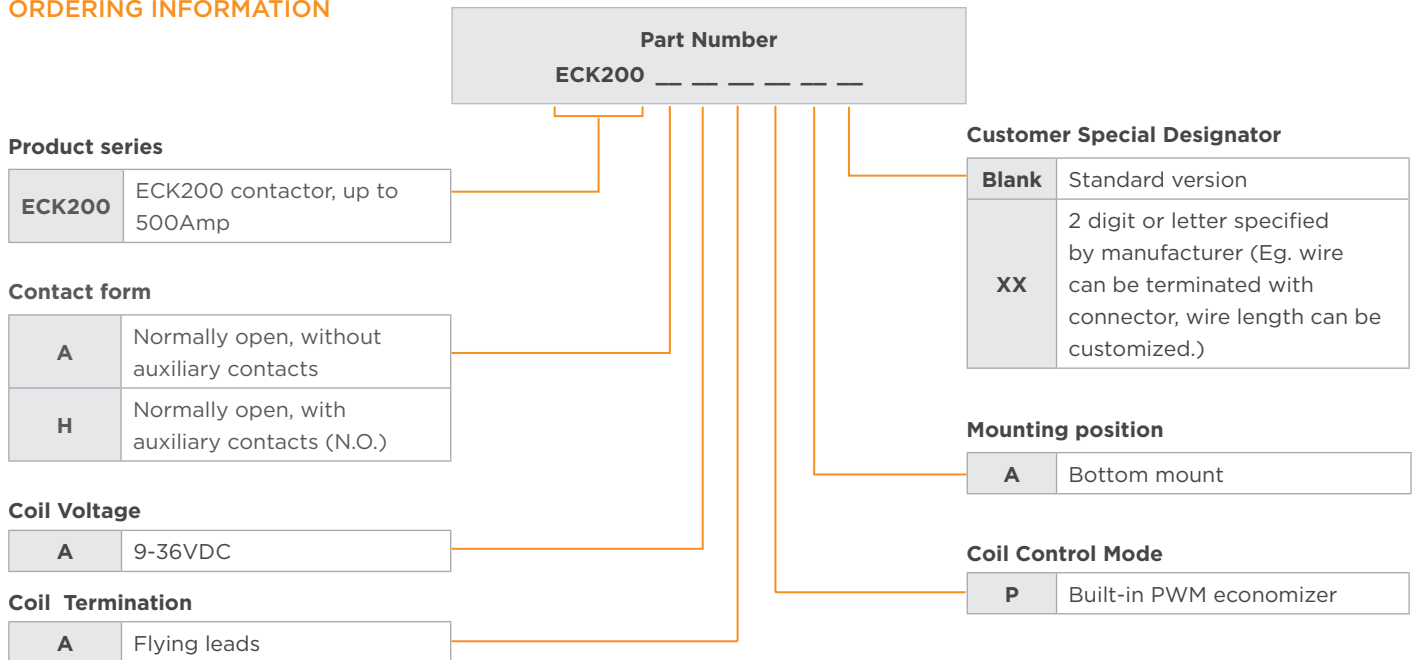 ORDERING INFORMATION
Part Number
ECK200 __ __ __ __ __ __
Product series
ECK200
ECK200 contactor, up to
500Amp
Contact form
A
Normally open, without
auxiliary contacts
H
Normally open, with
auxiliary contacts (N.O.)
Coil Voltage
A
9-36VDC
Coil Termination
A
Flying leads
Customer Special Designator
Blank
Standard version
XX
2 digit or letter specified
by manufacturer (Eg. wire
can be terminated with
connector, wire length can be
customized.)
Mounting position
A
Bottom mount
Coil Control Mode
P
Built-in PWM economizer